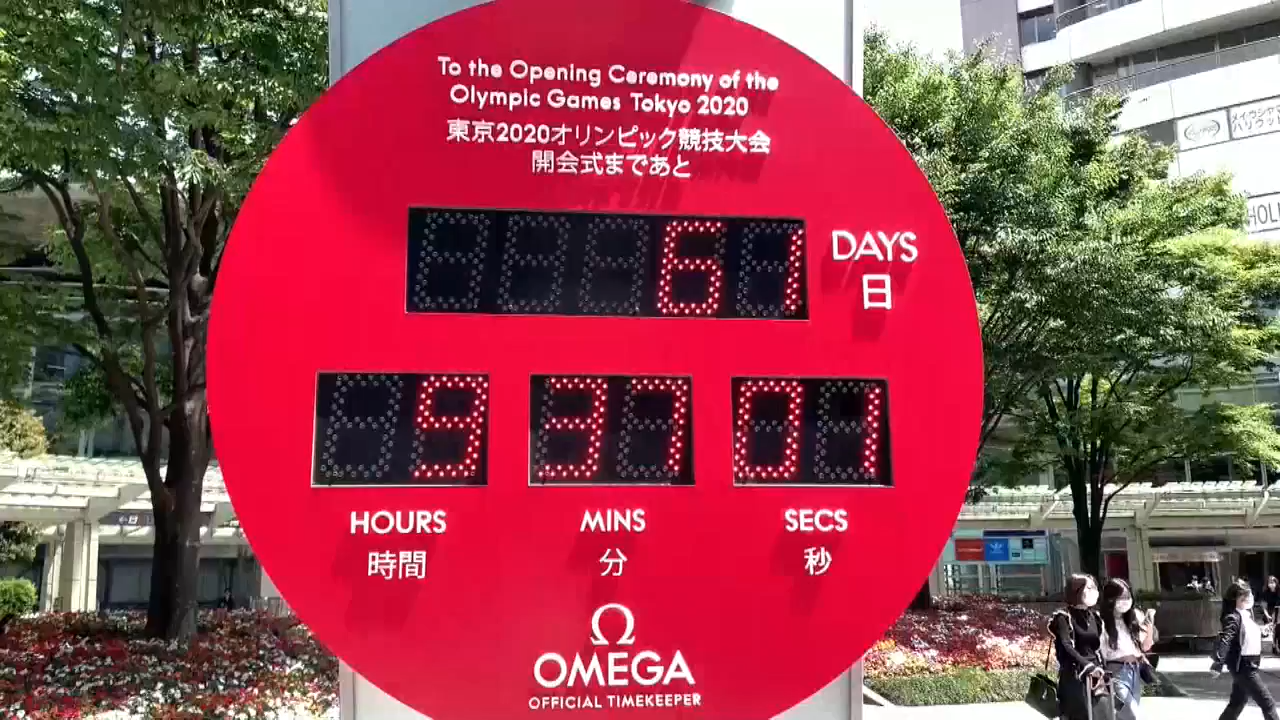 To the Opening Ceremony of the
Olympic Games Tokyo 2020
東京2020オリンピック競技大会
開会式まであと
61 DAYS
日
9 37 01
HOURS MINS SECS
時間 分 秒
Ω
OMEGA
OFFICIAL TIMEKEEPER